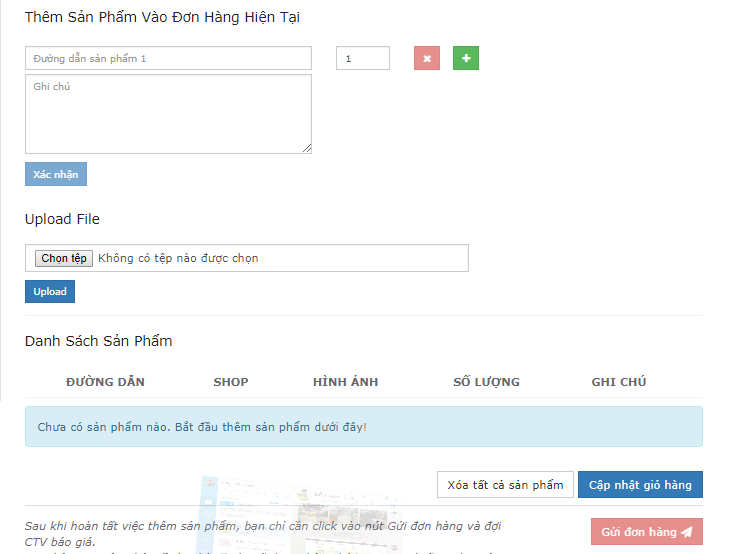 Thêm Sản Phẩm Vào Đơn Hàng Hiện Tại
Đường dẫn sản phẩm 1
1
Ghi chú
Xác nhận
Upload File
Chọn tệp Không có tệp nào được chọn
Upload
Danh Sách Sản Phẩm
ĐƯỜNG DẪN SHOP HÌNH ẢNH SỐ LƯỢNG GHI CHÚ
Chưa có sản phẩm nào. Bắt đầu thêm sản phẩm dưới đây!
Xóa tất cả sản phẩm Cập nhật giỏ hàng
Sau khi hoàn tất việc thêm sản phẩm, bạn chỉ cần click vào nút Gửi đơn hàng và đợi
CTV báo giá.
Gửi đơn hàng